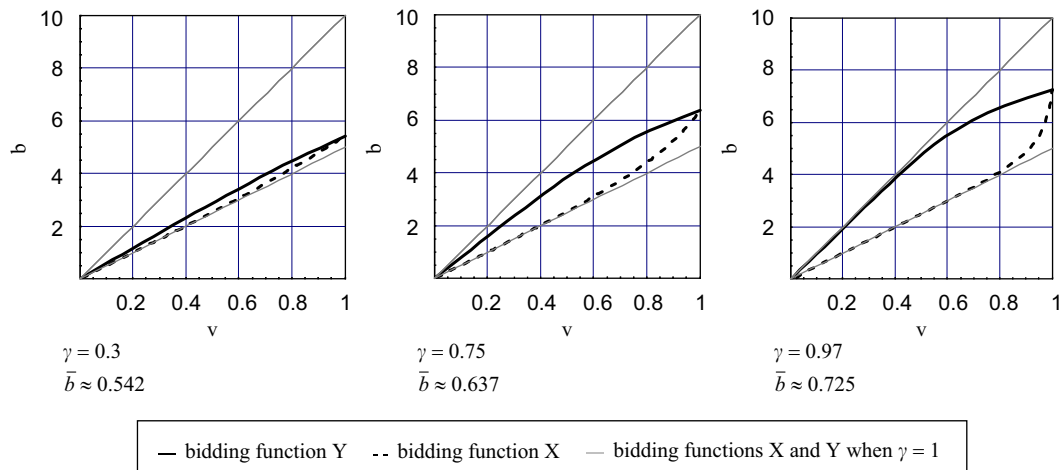 10
8
6
4
2
b
0.2 0.4 0.6 0.8 1
v
γ = 0.3
b̄ ≈ 0.542
10
8
6
4
2
b
0.2 0.4 0.6 0.8 1
v
γ = 0.75
b̄ ≈ 0.637
10
8
6
4
2
b
0.2 0.4 0.6 0.8 1
v
γ = 0.97
b̄ ≈ 0.725
bidding function Y
bidding function X
bidding functions X and Y when γ = 1